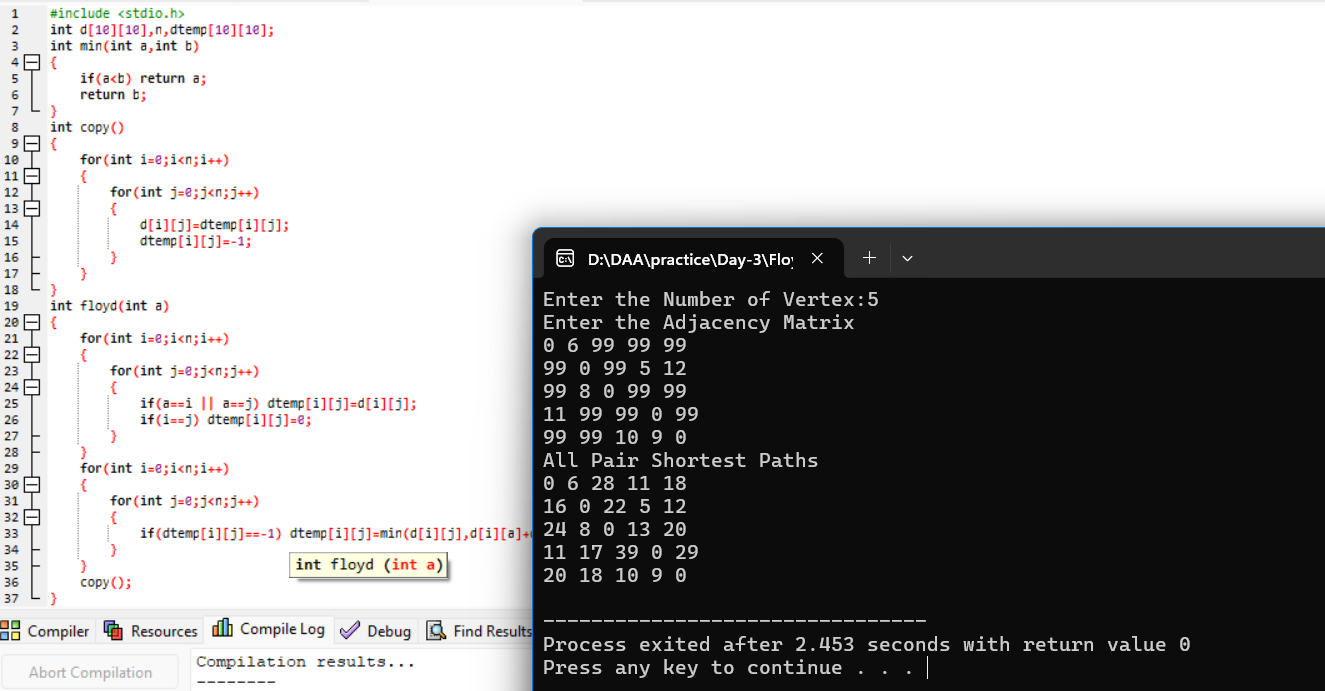 1 #include <stdio.h>
2 int d[10][10],n,dtemp[10][10];
3 int min(int a,int b)
4 {
5 if(a<b) return a;
6 return b;
7 }
8 int copy()
9 {
10 for(int i=0;i<n;i++)
11 {
12 for(int j=0;j<n;j++)
13 {
14 d[i][j]=dtemp[i][j];
15 dtemp[i][j]=-1;
16 }
17 }
18 }
19 int floyd(int a)
20 {
21 for(int i=0;i<n;i++)
22 {
23 for(int j=0;j<n;j++)
24 {
25 if(a==i || a==j) dtemp[i][j]=d[i][j];
26 if(i==j) dtemp[i][j]=0;
27 }
28 }
29 for(int i=0;i<n;i++)
30 {
31 for(int j=0;j<n;j++)
32 {
33 if(dtemp[i][j]==-1) dtemp[i][j]=min(d[i][j],d[i][a]+
34 }
35 }
36 copy();
37 }
int floyd (int a)
Compiler Resources Compile Log Debug Find Results
Abort Compilation
Compilation results...
--------
D:\DAA\practice\Day-3\Floy
Enter the Number of Vertex:5
Enter the Adjacency Matrix
0 6 99 99 99
99 0 99 5 12
99 8 0 99 99
11 99 99 0 99
99 99 10 9 0
All Pair Shortest Paths
0 6 28 11 18
16 0 22 5 12
24 8 0 13 20
11 17 39 0 29
20 18 10 9 0
--------------------------------
Process exited after 2.453 seconds with return value 0
Press any key to continue . . .